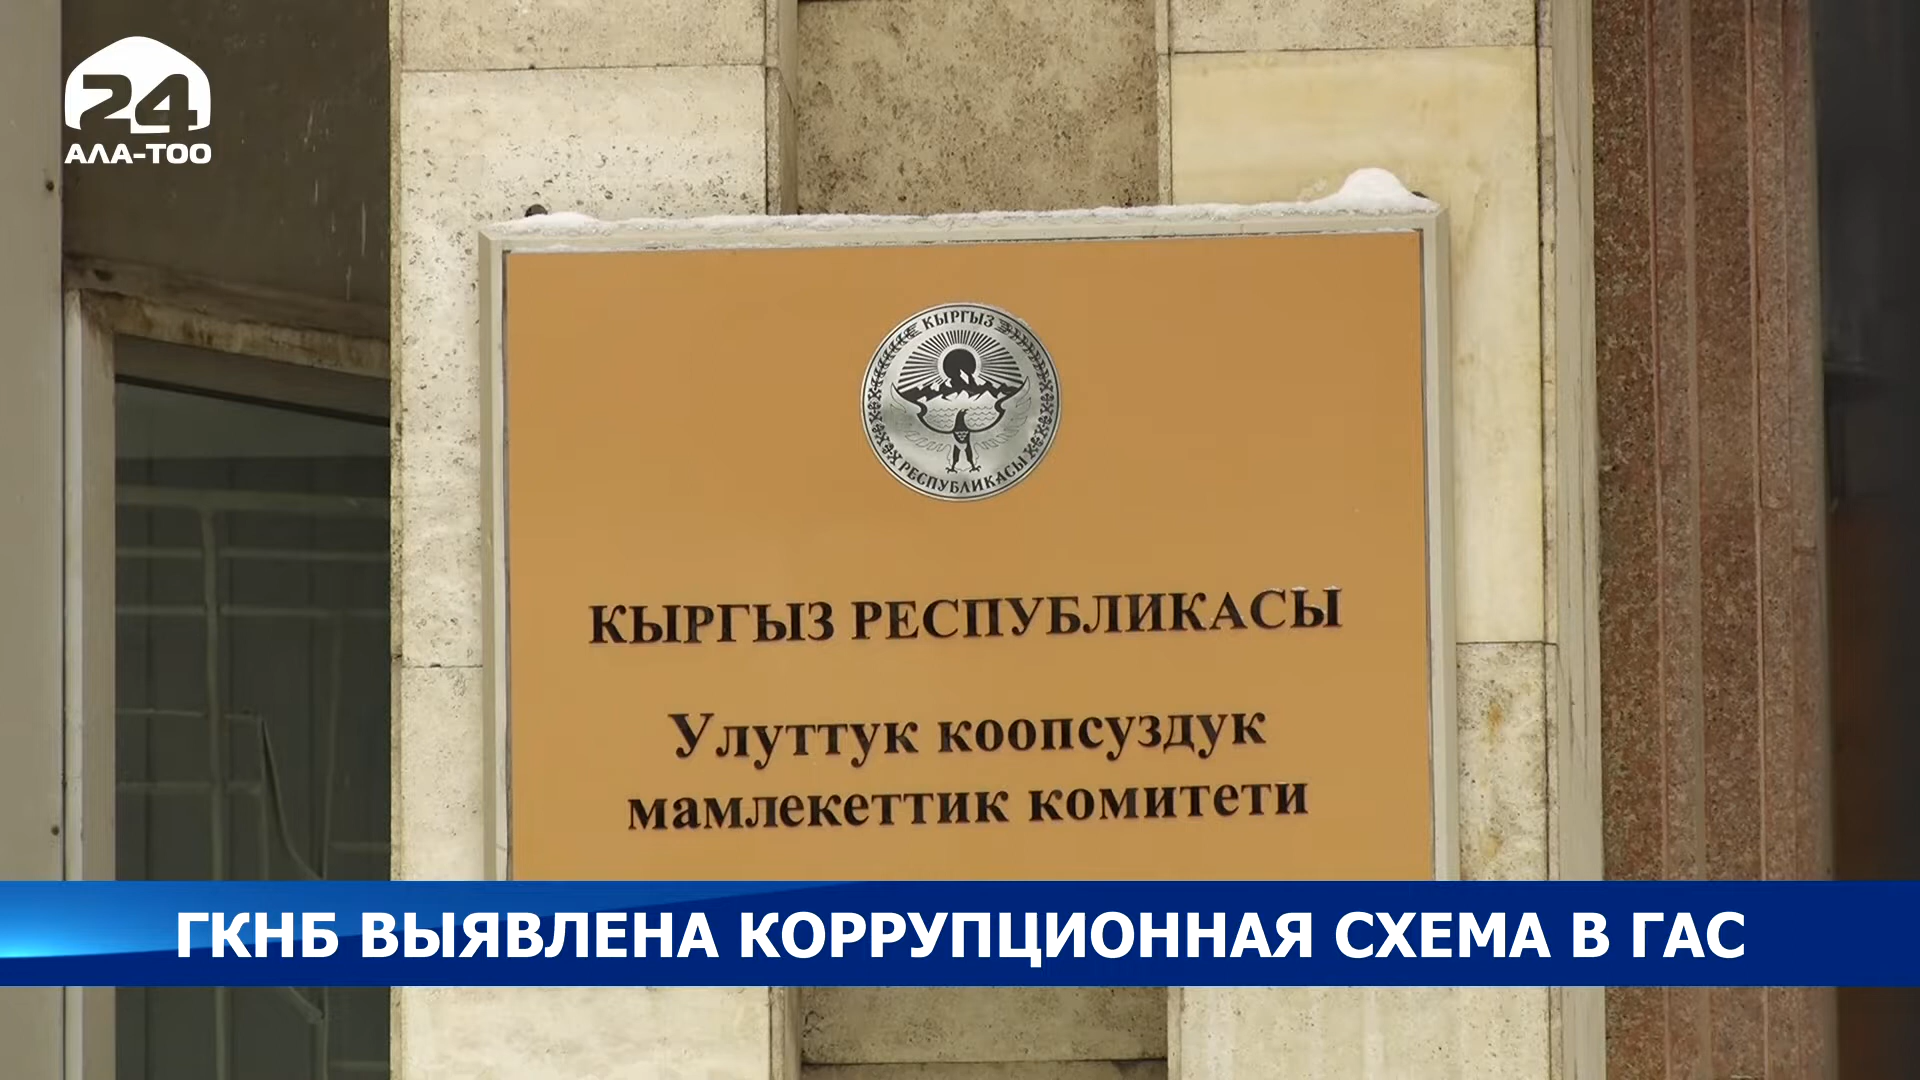 24
АЛА-ТОО
КЫРГЫЗ
РЕСПУБЛИКАСЫ
КЫРГЫЗ РЕСПУБЛИКАСЫ
Улуттук коопсуздук
мамлекеттик комитети
ГКНБ ВЫЯВЛЕНА КОРРУПЦИОННАЯ СХЕМА В ГАС